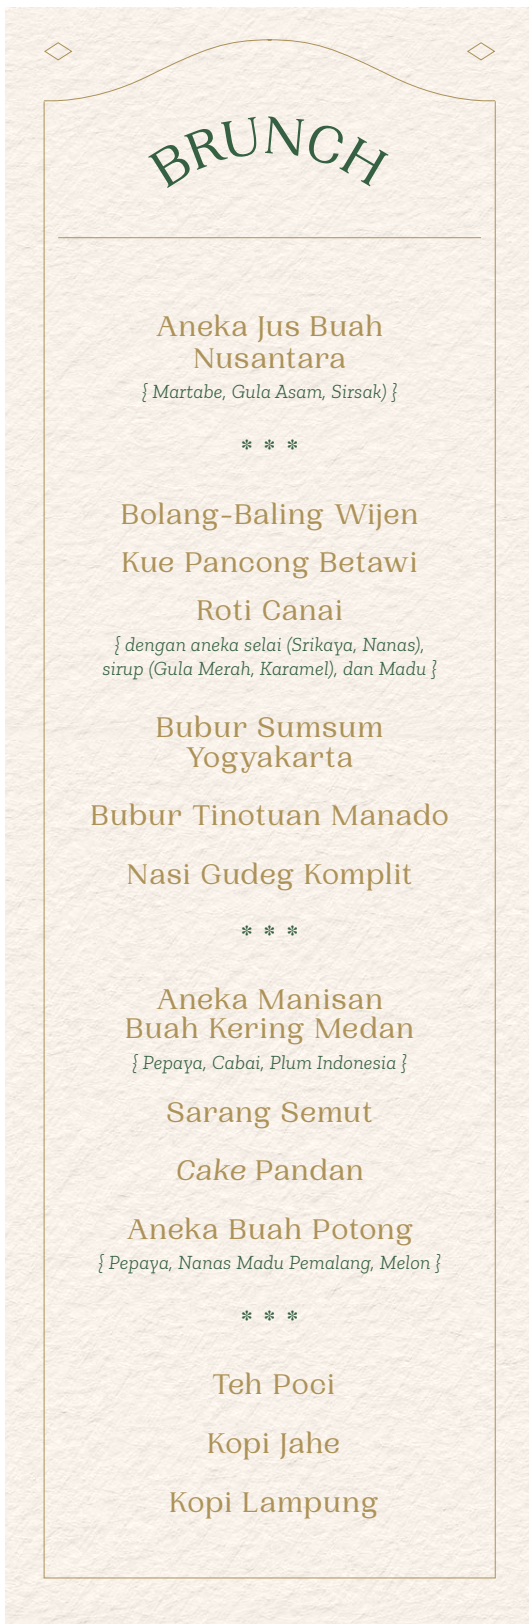 BRUNCH
Aneka Jus Buah
Nusantara
{ Martabe, Gula Asam, Sirsak) }
* * *
Bolang-Baling Wijen
Kue Pancong Betawi
Roti Canai
{ dengan aneka selai (Srikaya, Nanas),
sirup (Gula Merah, Karamel), dan Madu }
Bubur Sumsum
Yogyakarta
Bubur Tinotuan Manado
Nasi Gudeg Komplit
* * *
Aneka Manisan
Buah Kering Medan
{ Pepaya, Cabai, Plum Indonesia }
Sarang Semut
Cake Pandan
Aneka Buah Potong
{ Pepaya, Nanas Madu Pemalang, Melon }
* * *
Teh Poci
Kopi Jahe
Kopi Lampung